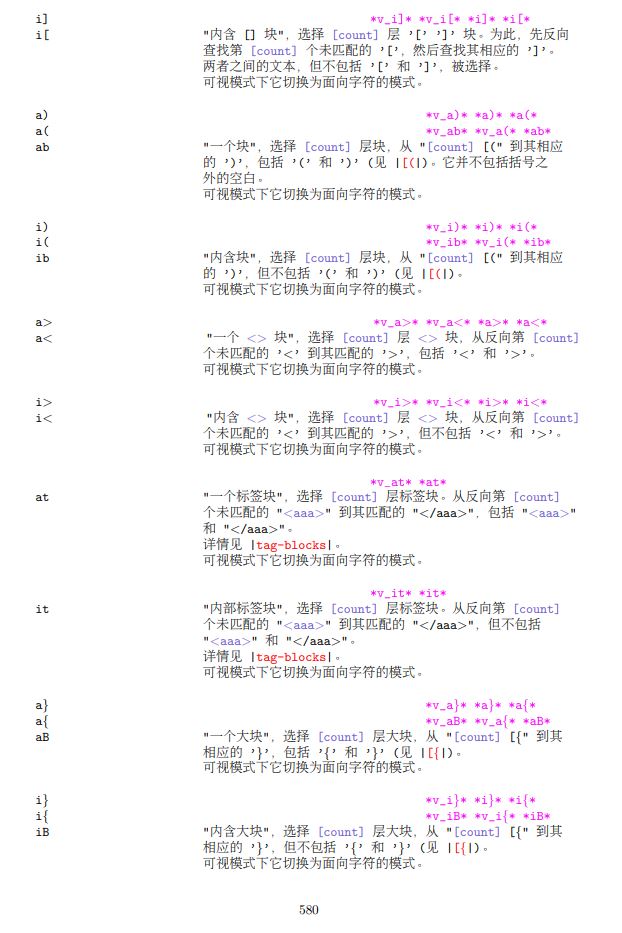 i] *v_i]* *v_i[* *i]* *i[*
i[ "内含 [] 块"，选择 [count] 层 '[' ']' 块。为此，先反向
查找第 [count] 个未匹配的 '['，然后查找其相应的 ']'。
两者之间的文本，但不包括 '[' 和 ']'，被选择。
可视模式下它切换为面向字符的模式。
a) *v_a)* *a)* *a(*
a( *v_ab* *v_a(* *ab*
ab "一个块"，选择 [count] 层块，从 "[count] [(" 到其相应
的 ')'，包括 '(' 和 ')' (见 |[(|)。它并不包括括号之
外的空白。
可视模式下它切换为面向字符的模式。
i) *v_i)* *i)* *i(*
i( *v_ib* *v_i(* *ib*
ib "内含块"，选择 [count] 层块，从 "[count] [(" 到其相应
的 ')'，但不包括 '(' 和 ')' (见 |[(|)。
可视模式下它切换为面向字符的模式。
a> *v_a>* *v_a<* *a>* *a<*
a< "一个 <> 块"，选择 [count] 层 <> 块，从反向第 [count]
个未匹配的 '<' 到其匹配的 '>'，包括 '<' 和 '>'。
可视模式下它切换为面向字符的模式。
i> *v_i>* *v_i<* *i>* *i<*
i< "内含 <> 块"，选择 [count] 层 <> 块，从反向第 [count]
个未匹配的 '<' 到其匹配的 '>'，但不包括 '<' 和 '>'。
可视模式下它切换为面向字符的模式。
*v_at* *at*
at "一个标签块"，选择 [count] 层标签块。从反向第 [count]
个未匹配的 "<aaa>" 到其匹配的 "</aaa>"，包括 "<aaa>"
和 "</aaa>"。
详情见 |tag-blocks|。
可视模式下它切换为面向字符的模式。
*v_it* *it*
it "内部标签块"，选择 [count] 层标签块。从反向第 [count]
个未匹配的 "<aaa>" 到其匹配的 "</aaa>"，但不包括
"<aaa>" 和 "</aaa>"。
详情见 |tag-blocks|。
可视模式下它切换为面向字符的模式。
a} *v_a}* *a}* *a{*
a{ *v_aB* *v_a{* *aB*
aB "一个大块"，选择 [count] 层大块，从 "[count] [{" 到其
相应的 '}'，包括 '{' 和 '}' (见 |[{|)。
可视模式下它切换为面向字符的模式。
i} *v_i}* *i}* *i{*
i{ *v_iB* *v_i{* *iB*
iB "内含大块"，选择 [count] 层大块，从 "[count] [{" 到其
相应的 '}'，但不包括 '{' 和 '}' (见 |[{|)。
可视模式下它切换为面向字符的模式。
580